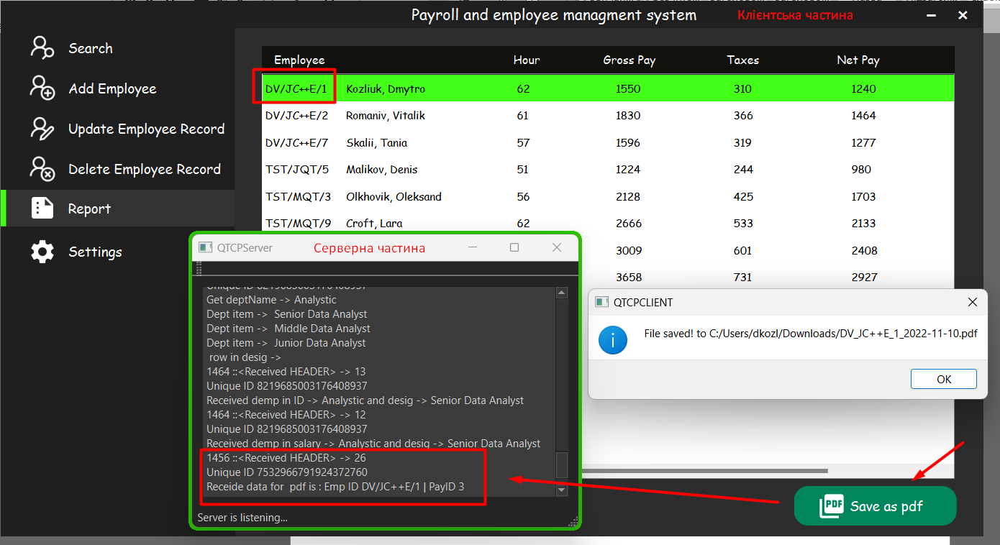 Payroll and employee managment system
Клієнтська частина
Search
Add Employee
Update Employee Record
Delete Employee Record
Report
Settings
Employee Hour Gross Pay Taxes Net Pay
DV/JC++E/1 Kozliuk, Dmytro 62 1550 310 1240
DV/JC++E/2 Romaniv, Vitalik 61 1830 366 1464
DV/JC++E/7 Skalii, Tania 57 1596 319 1277
TST/JQT/5 Malikov, Denis 51 1224 244 980
TST/MQT/3 Olkhovik, Oleksand 56 2128 425 1703
TST/MQT/9 Croft, Lara 62 2666 533 2133
3009 601 2408
3658 731 2927
QTCPServer
Серверна частина
Unique ID 8219685003176408937
Get deptName -> Analystic
Dept item -> Senior Data Analyst
Dept item -> Middle Data Analyst
Dept item -> Junior Data Analyst
row in desig ->
1464 ::<Received HEADER> -> 13
Unique ID 8219685003176408937
Received demp in ID -> Analystic and desig -> Senior Data Analyst
1464 ::<Received HEADER> -> 12
Unique ID 8219685003176408937
Received demp in salary -> Analystic and desig -> Senior Data Analyst
1456 ::<Received HEADER> -> 26
Unique ID 7532966791924372760
Receide data for pdf is : Emp ID DV/JC++E/1 | PayID 3
Server is listening...
QTCPCLIENT
File saved! to C:/Users/dkozl/Downloads/DV_JC++E_1_2022-11-10.pdf
OK
PDF Save as pdf